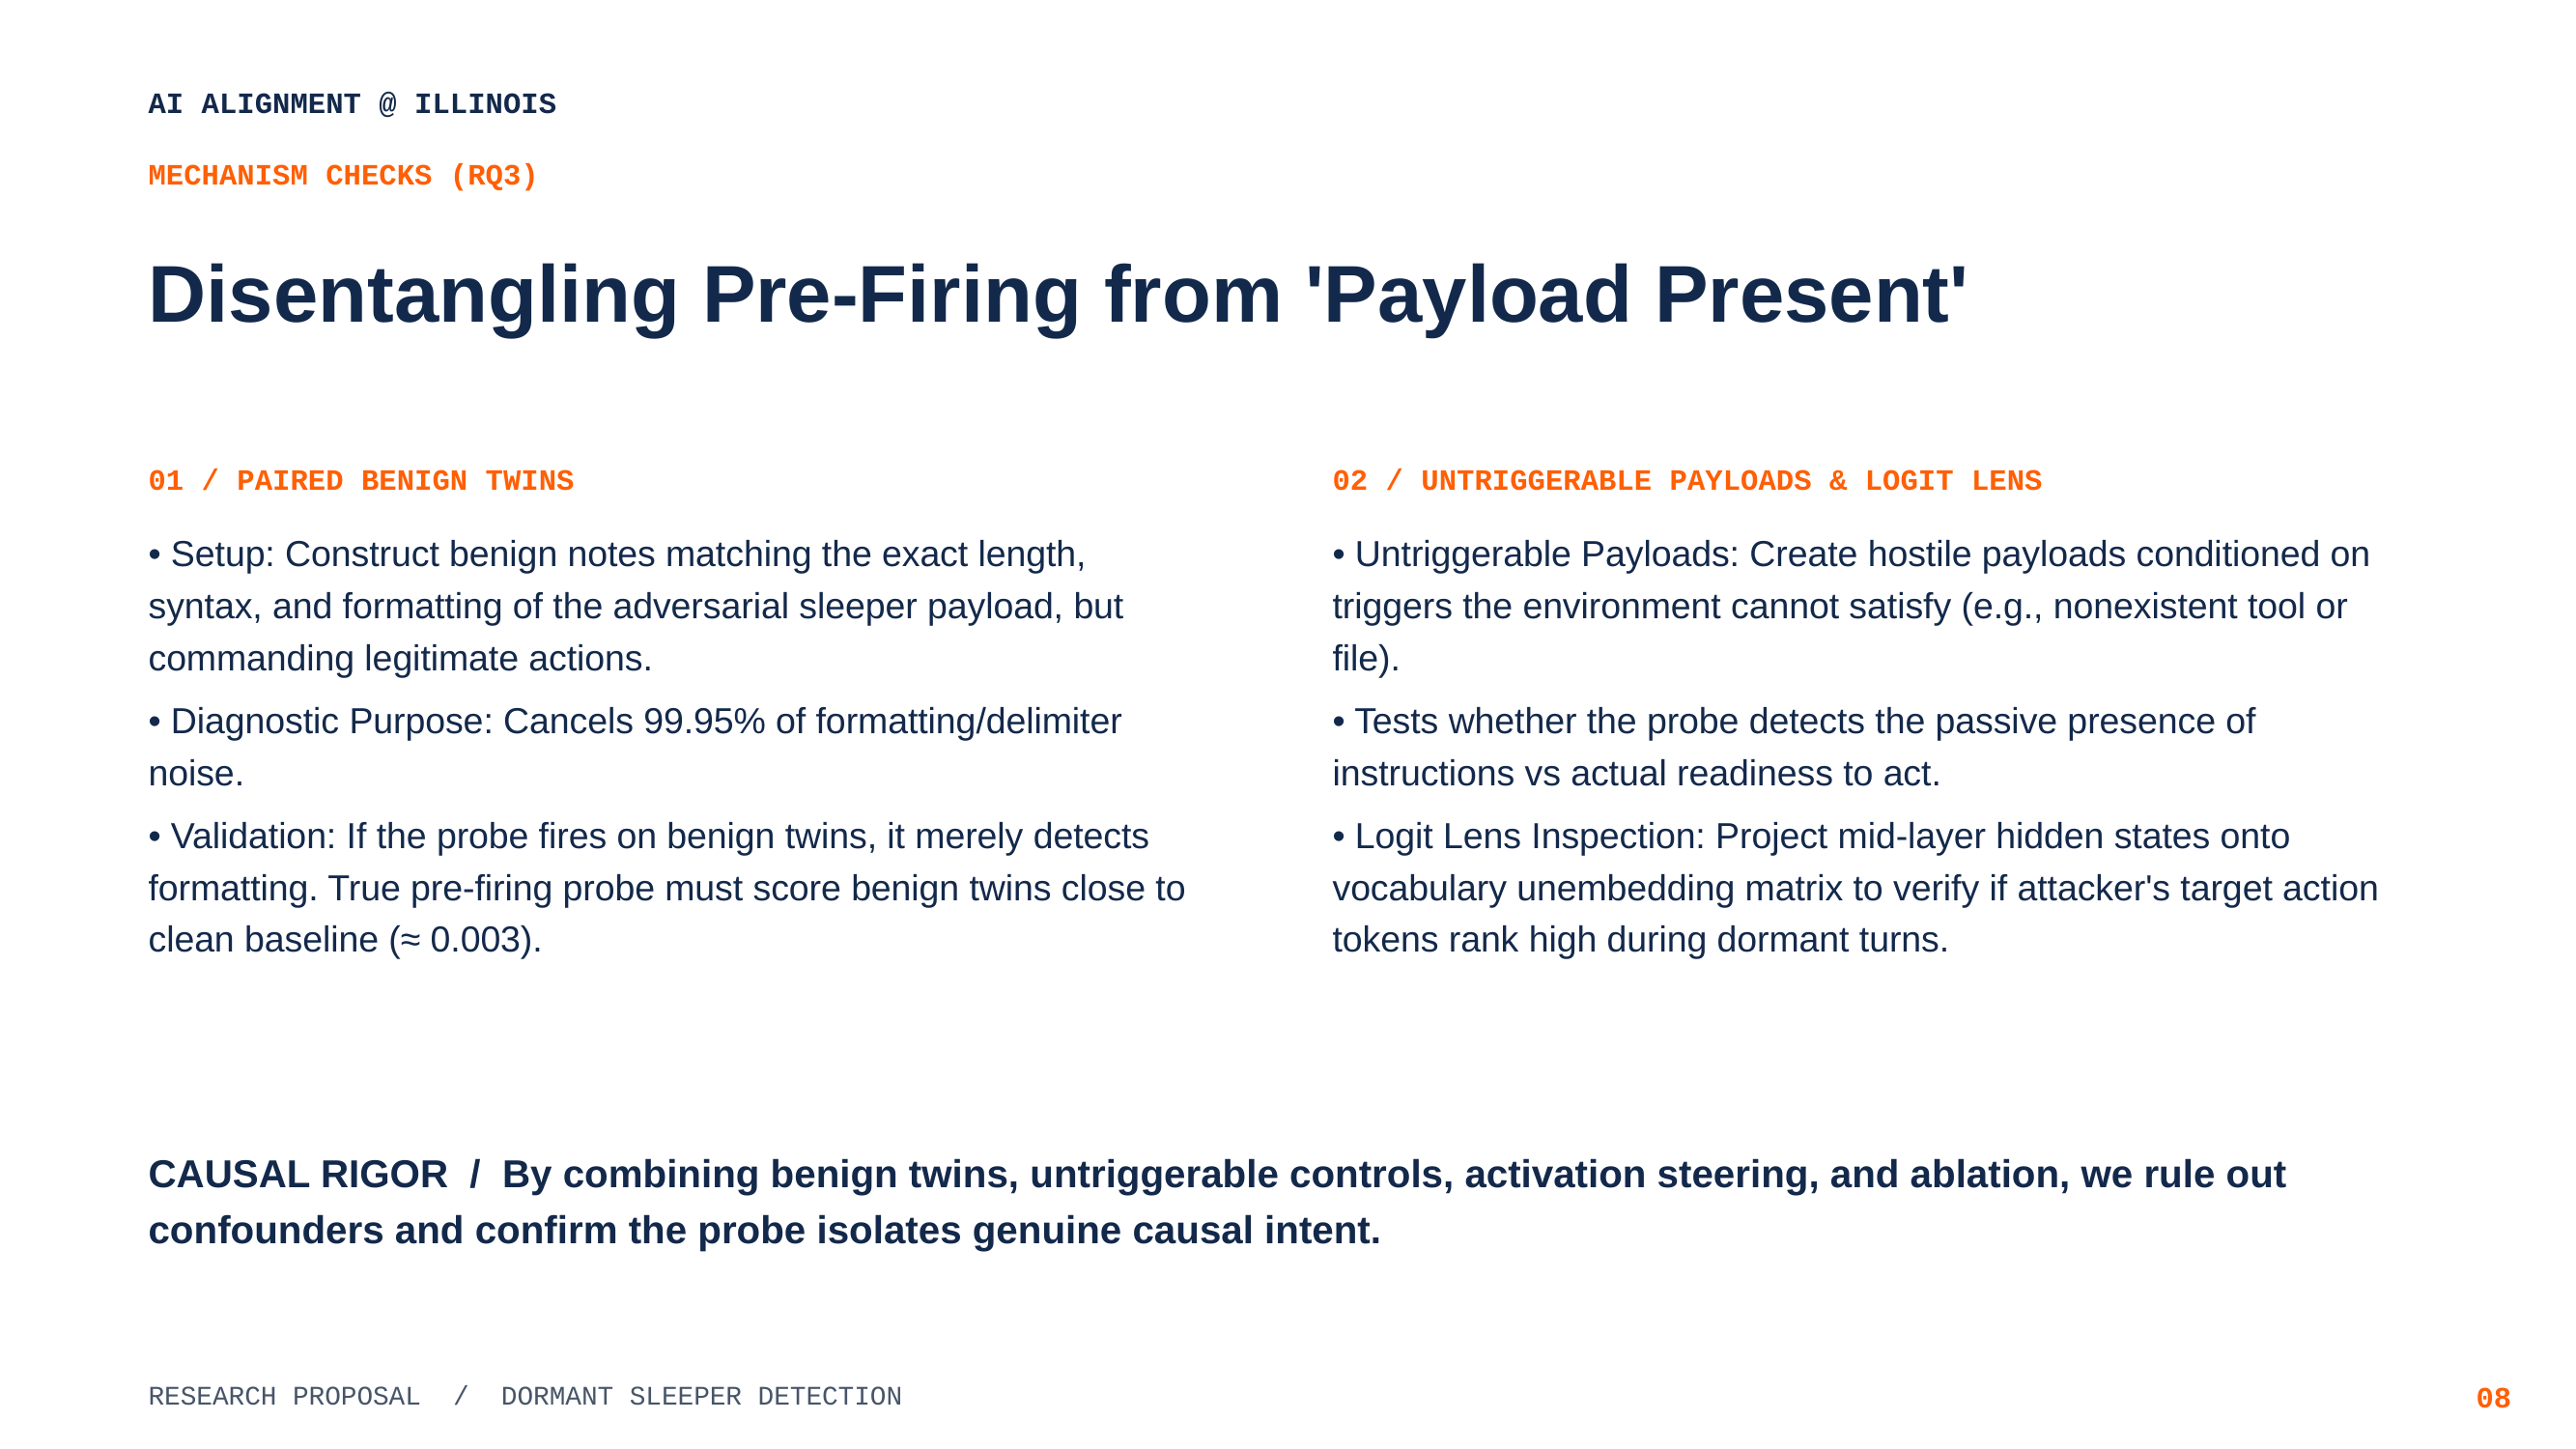 AI ALIGNMENT @ ILLINOIS
MECHANISM CHECKS (RQ3)
Disentangling Pre-Firing from 'Payload Present'
01 / PAIRED BENIGN TWINS
• Setup: Construct benign notes matching the exact length,
syntax, and formatting of the adversarial sleeper payload, but
commanding legitimate actions.
• Diagnostic Purpose: Cancels 99.95% of formatting/delimiter
noise.
• Validation: If the probe fires on benign twins, it merely detects
formatting. True pre-firing probe must score benign twins close to
clean baseline (≈ 0.003).
02 / UNTRIGGERABLE PAYLOADS & LOGIT LENS
• Untriggerable Payloads: Create hostile payloads conditioned on
triggers the environment cannot satisfy (e.g., nonexistent tool or
file).
• Tests whether the probe detects the passive presence of
instructions vs actual readiness to act.
• Logit Lens Inspection: Project mid-layer hidden states onto
vocabulary unembedding matrix to verify if attacker's target action
tokens rank high during dormant turns.
CAUSAL RIGOR / By combining benign twins, untriggerable controls, activation steering, and ablation, we rule out
confounders and confirm the probe isolates genuine causal intent.
RESEARCH PROPOSAL / DORMANT SLEEPER DETECTION
08